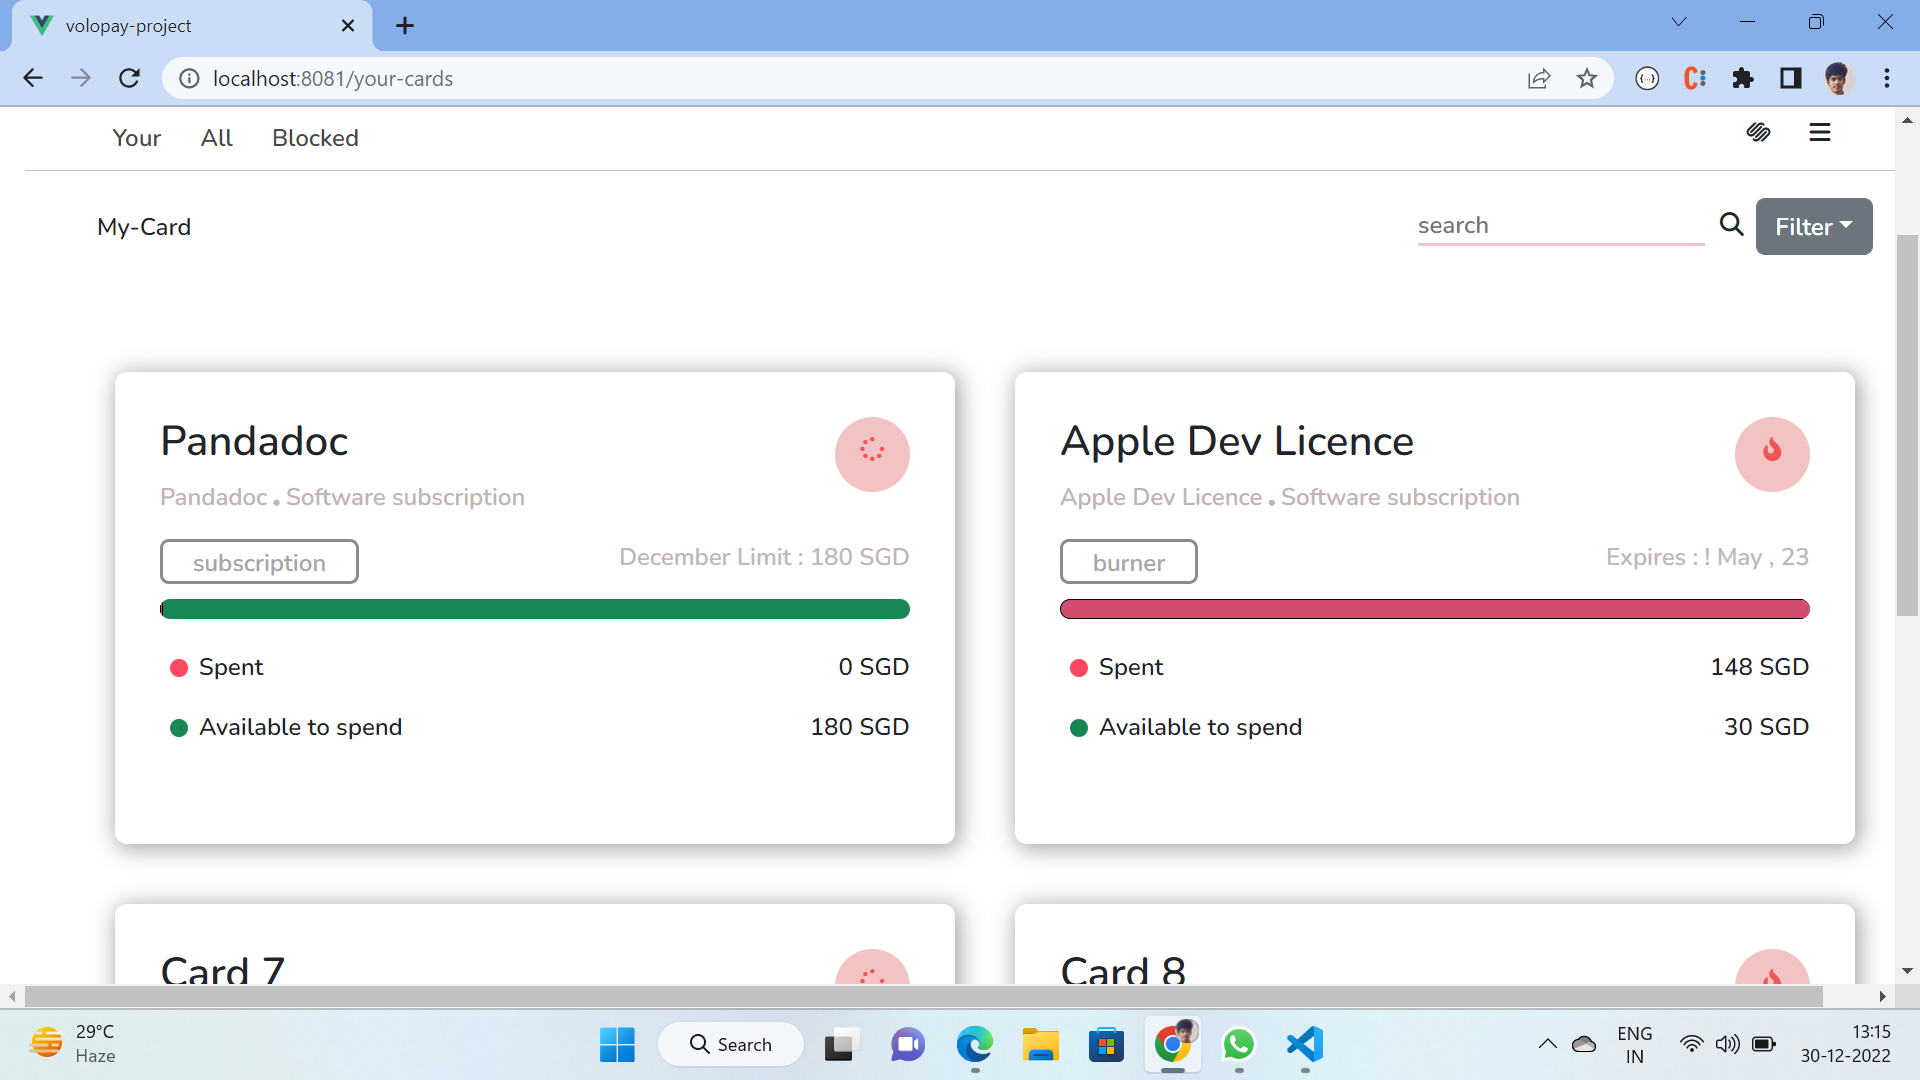 volopay-project
localhost:8081/your-cards
Your All Blocked
My-Card
search
Filter
Pandadoc
Pandadoc . Software subscription
subscription
December Limit : 180 SGD
Spent 0 SGD
Available to spend 180 SGD
Apple Dev Licence
Apple Dev Licence . Software subscription
burner
Expires : ! May , 23
Spent 148 SGD
Available to spend 30 SGD
Card 7
Card 8
29°C
Haze
Search
ENG
IN
13:15
30-12-2022